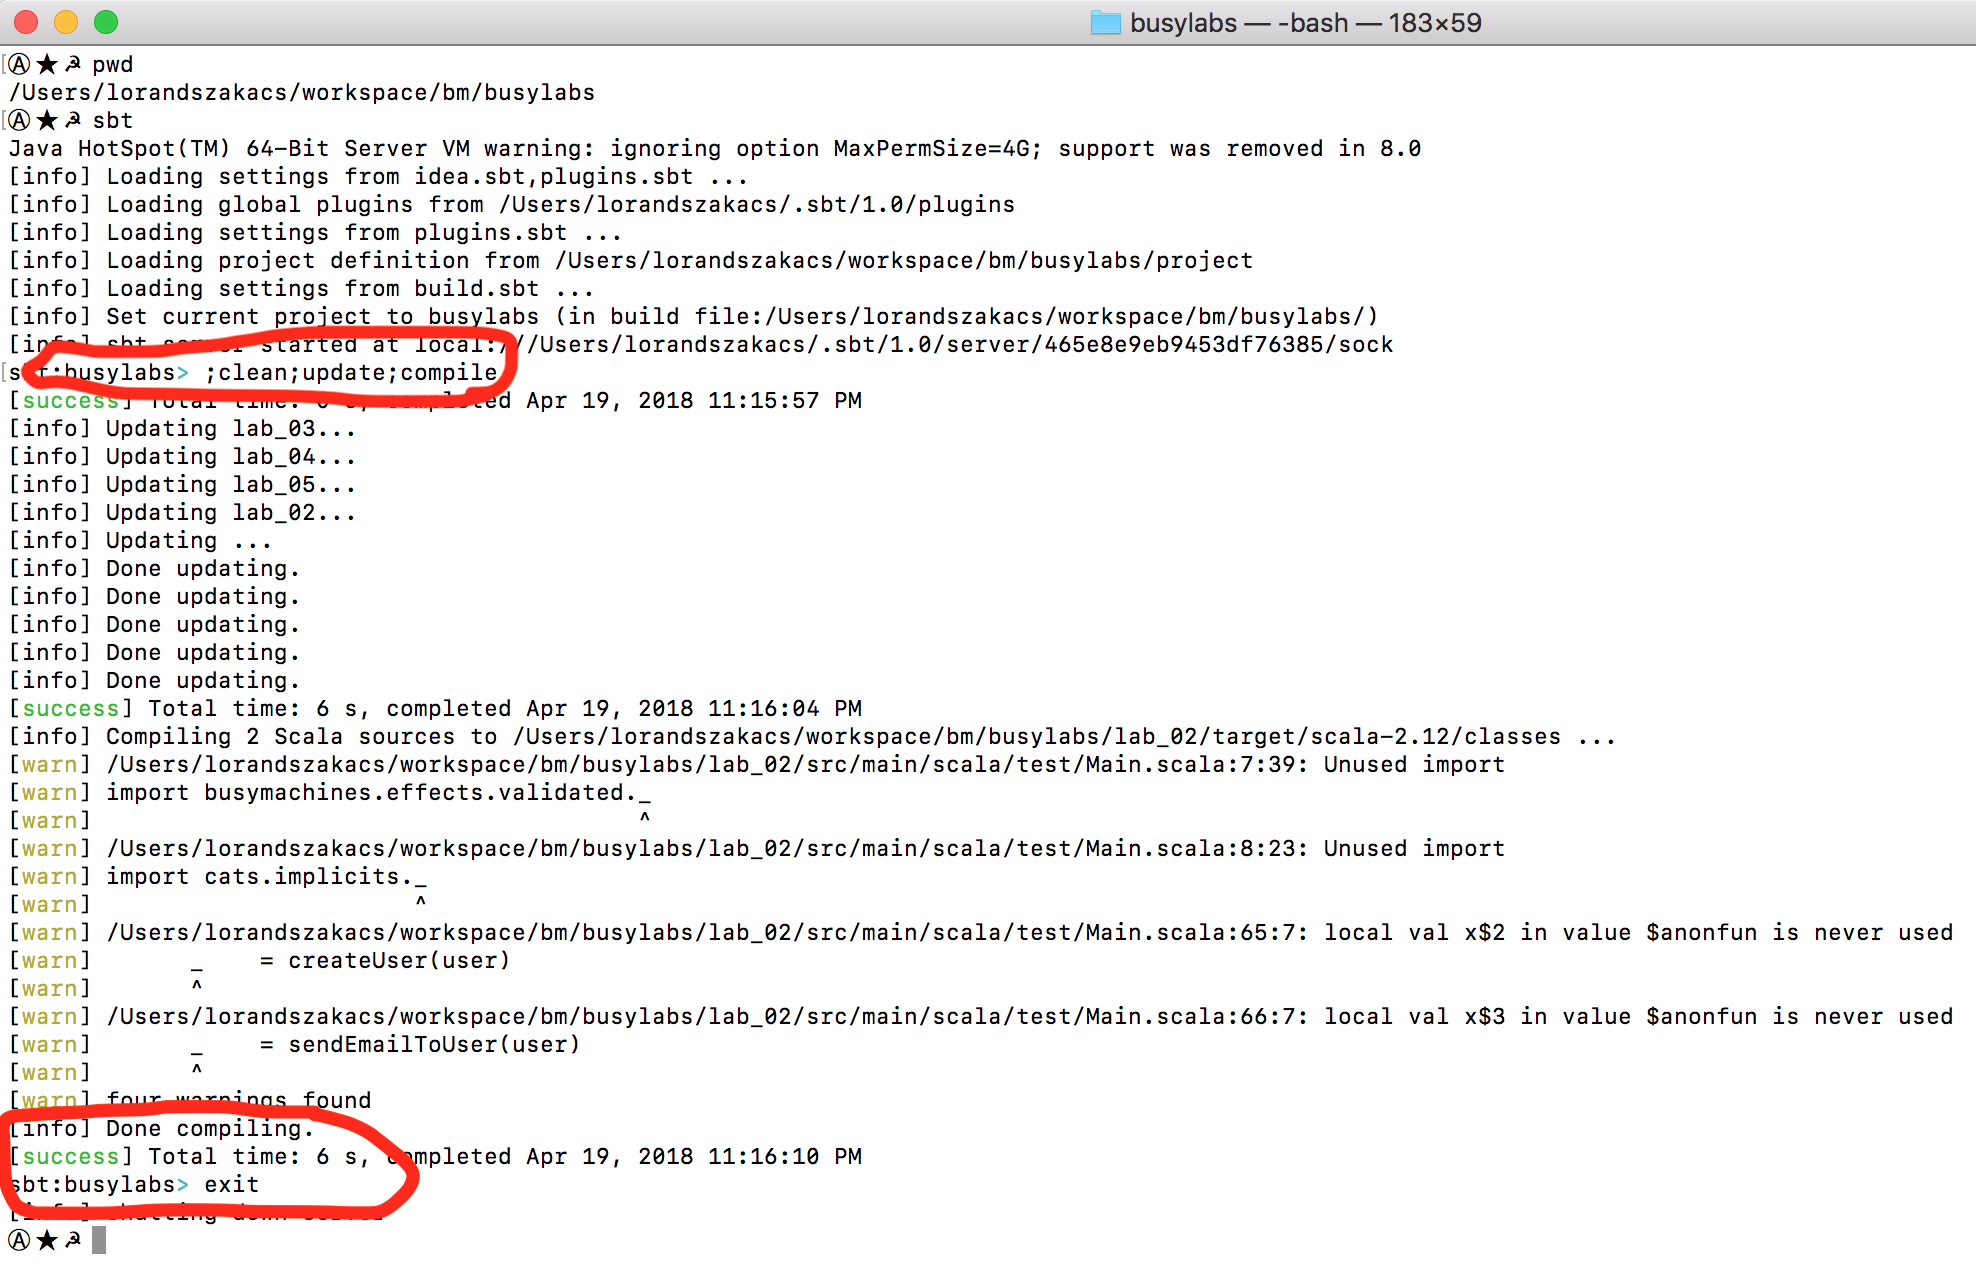 busylabs — -bash — 183×59
[Ⓐ ★ ☭ pwd
/Users/lorandszakacs/workspace/bm/busylabs
[Ⓐ ★ ☭ sbt
Java HotSpot(TM) 64-Bit Server VM warning: ignoring option MaxPermSize=4G; support was removed in 8.0
[info] Loading settings from idea.sbt,plugins.sbt ...
[info] Loading global plugins from /Users/lorandszakacs/.sbt/1.0/plugins
[info] Loading settings from plugins.sbt ...
[info] Loading project definition from /Users/lorandszakacs/workspace/bm/busylabs/project
[info] Loading settings from build.sbt ...
[info] Set current project to busylabs (in build file:/Users/lorandszakacs/workspace/bm/busylabs/)
[info] sbt server started at local:///Users/lorandszakacs/.sbt/1.0/server/465e8e9eb9453df76385/sock
[sbt:busylabs> ;clean;update;compile
[success] Total time: 0 s, completed Apr 19, 2018 11:15:57 PM
[info] Updating lab_03...
[info] Updating lab_04...
[info] Updating lab_05...
[info] Updating lab_02...
[info] Updating ...
[info] Done updating.
[info] Done updating.
[info] Done updating.
[info] Done updating.
[info] Done updating.
[success] Total time: 6 s, completed Apr 19, 2018 11:16:04 PM
[info] Compiling 2 Scala sources to /Users/lorandszakacs/workspace/bm/busylabs/lab_02/target/scala-2.12/classes ...
[warn] /Users/lorandszakacs/workspace/bm/busylabs/lab_02/src/main/scala/test/Main.scala:7:39: Unused import
[warn] import busymachines.effects.validated._
[warn]                                       ^
[warn] /Users/lorandszakacs/workspace/bm/busylabs/lab_02/src/main/scala/test/Main.scala:8:23: Unused import
[warn] import cats.implicits._
[warn]                       ^
[warn] /Users/lorandszakacs/workspace/bm/busylabs/lab_02/src/main/scala/test/Main.scala:65:7: local val x$2 in value $anonfun is never used
[warn]       _    = createUser(user)
[warn]       ^
[warn] /Users/lorandszakacs/workspace/bm/busylabs/lab_02/src/main/scala/test/Main.scala:66:7: local val x$3 in value $anonfun is never used
[warn]       _    = sendEmailToUser(user)
[warn]       ^
[warn] four warnings found
[info] Done compiling.
[success] Total time: 6 s, completed Apr 19, 2018 11:16:10 PM
sbt:busylabs> exit
[info] shutting down server
Ⓐ ★ ☭